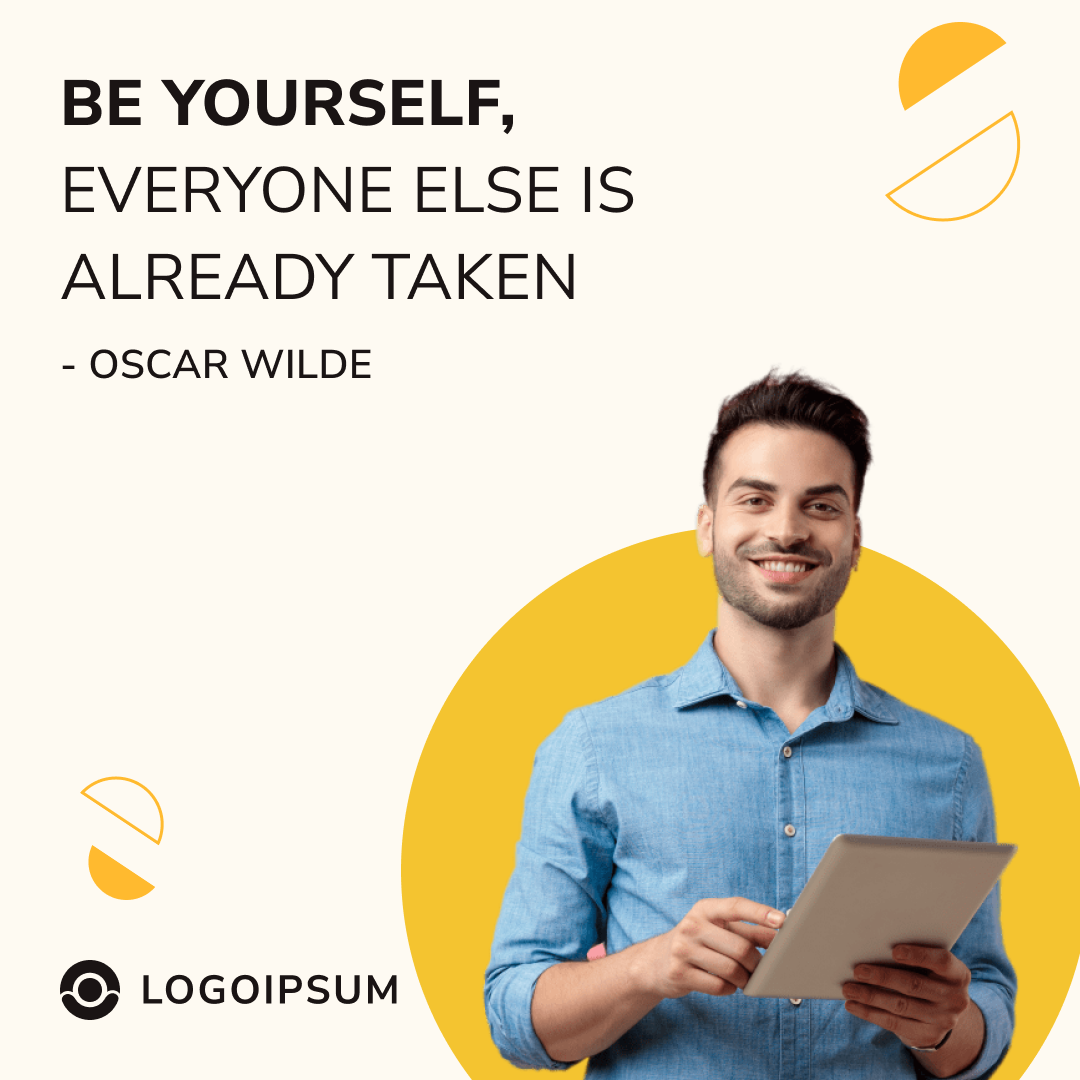 BE YOURSELF,
EVERYONE ELSE IS
ALREADY TAKEN
- OSCAR WILDE
LOGOIPSUM